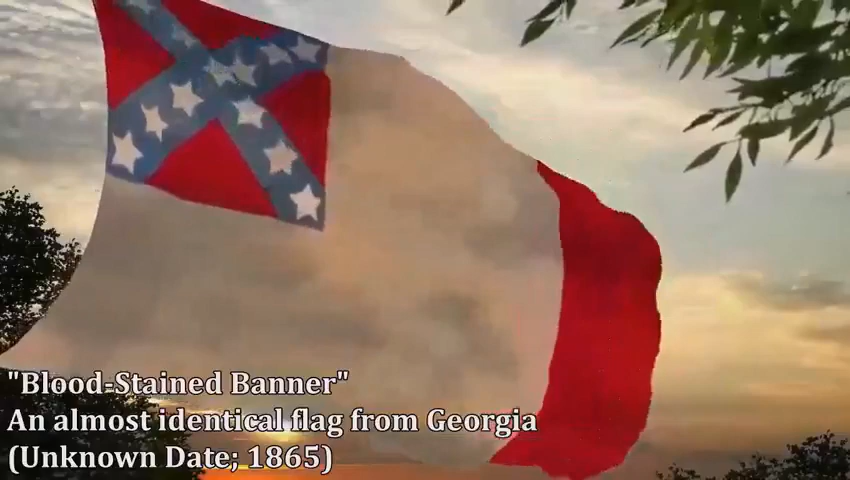 "Blood-Stained Banner"
An almost identical flag from Georgia
(Unknown Date; 1865)